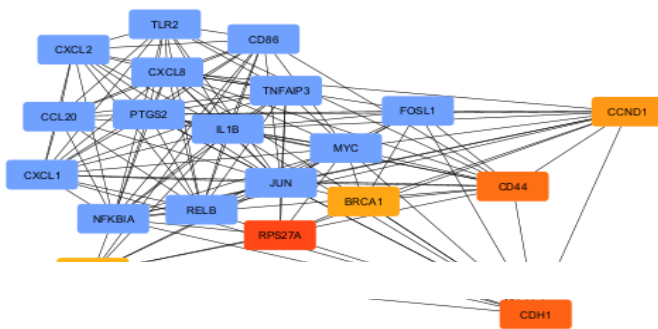 TLR2
CXCL2
CD86
CXCL8
TNFAIP3
FOSL1
CCND1
CCL20
PTGS2
IL1B
MYC
CXCL1
JUN
CD44
BRCA1
NFKBIA
RELB
RPS27A
CDH1